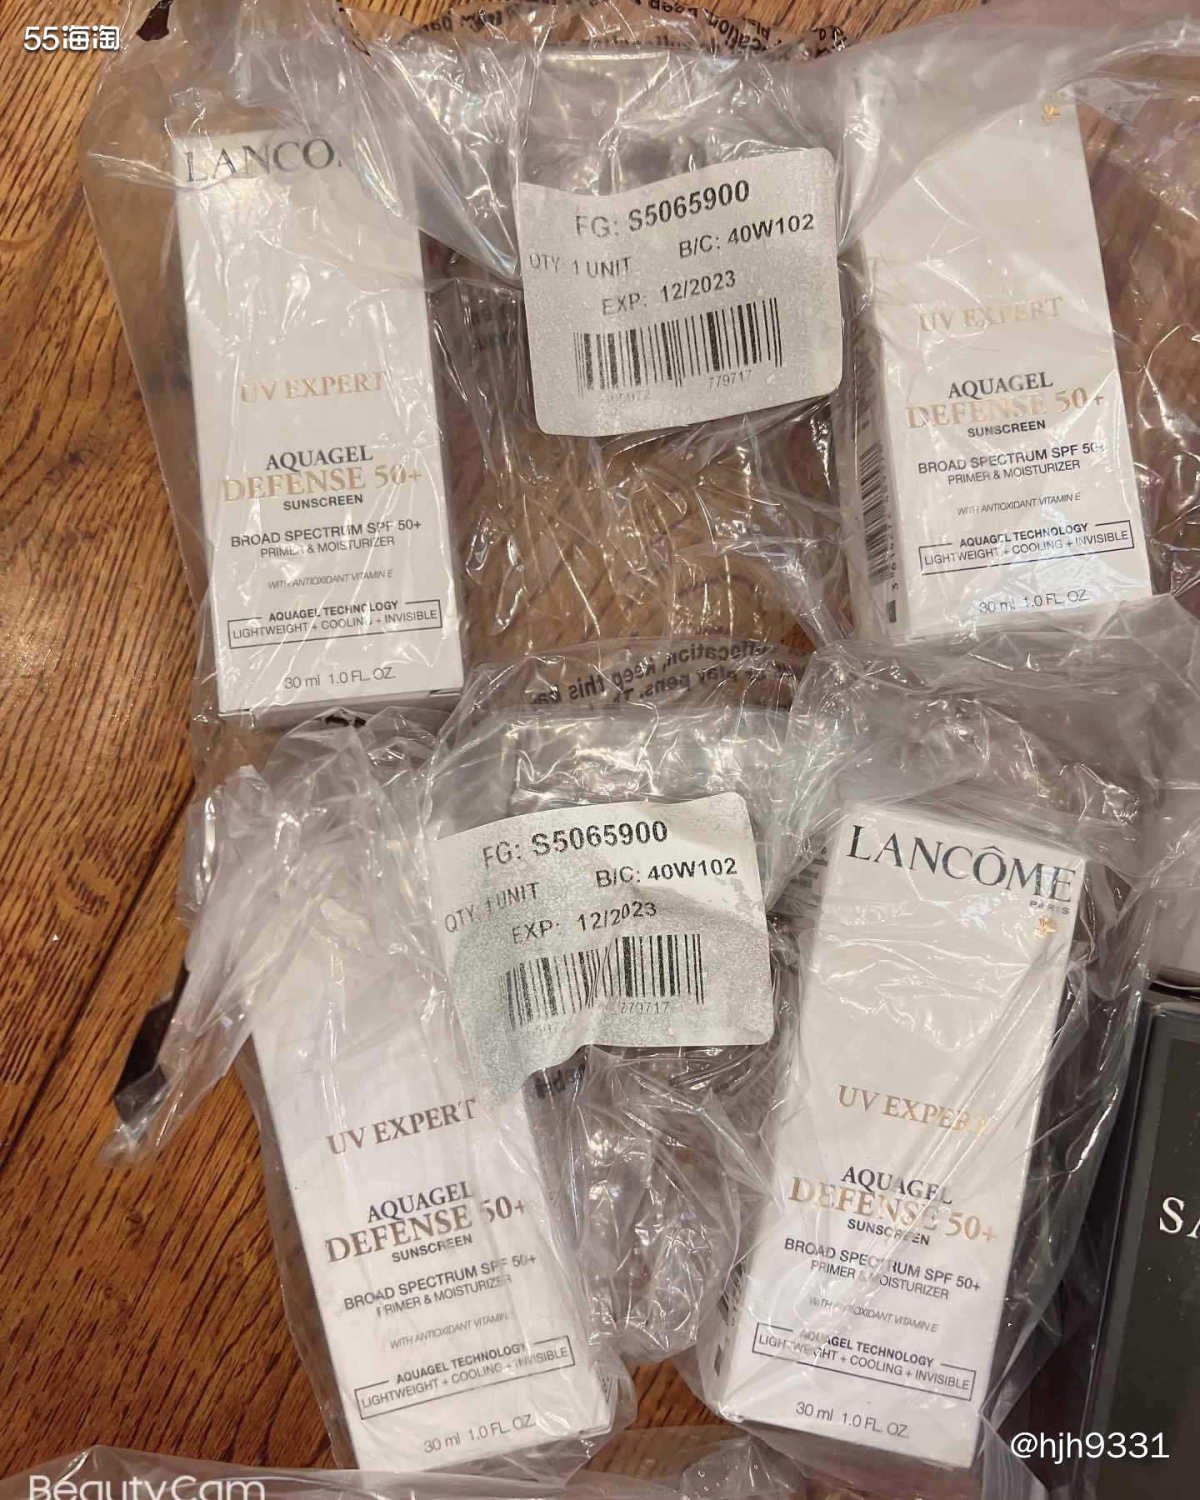 55海淘
LANCO
UV EXPERT
AQUAGEL
DEFENSE 50+
SUNSCREEN
BROAD SPECTRUM SPF 50+
PRIMER & MOISTURIZER
WITH ANTIOXIDANT VITAMIN E
AQUAGEL TECHNOLOGY
LIGHTWEIGHT + COOLING + INVISIBLE
30 ml 1.0 FL. OZ.
FG: S5065900
B/C: 40W102
QTY: 1 UNIT
EXP: 12/2023
779717
UV EXPERT
AQUAGEL
DEFENSE 50+
SUNSCREEN
BROAD SPECTRUM SPF 50+
PRIMER & MOISTURIZER
WITH ANTIOXIDANT VITAMIN E
AQUAGEL TECHNOLOGY
LIGHTWEIGHT + COOLING + INVISIBLE
30 ml 1.0 FL. OZ.
FG: S5065900
B/C: 40W102
QTY: 1 UNIT
EXP: 12/2023
779717
UV EXPERT
AQUAGEL
DEFENSE 50+
SUNSCREEN
BROAD SPECTRUM SPF 50+
PRIMER & MOISTURIZER
WITH ANTIOXIDANT VITAMIN
AQUAGEL TECHNOLOGY
LIGHTWEIGHT + COOLING + INVISIBLE
30 ml 1.0 FL. OZ.
LANCÔME
PARIS
UV EXPERT
AQUAGEL
DEFENSE 50+
SUNSCREEN
BROAD SPECTRUM SPF 50+
PRIMER & MOISTURIZER
WITH ANTIOXIDANT VITAMIN E
AQUAGEL TECHNOLOGY
LIGHTWEIGHT + COOLING + INVISIBLE
30 ml 1.0 FL. OZ.
SA
@hjh9331
BeautyCam